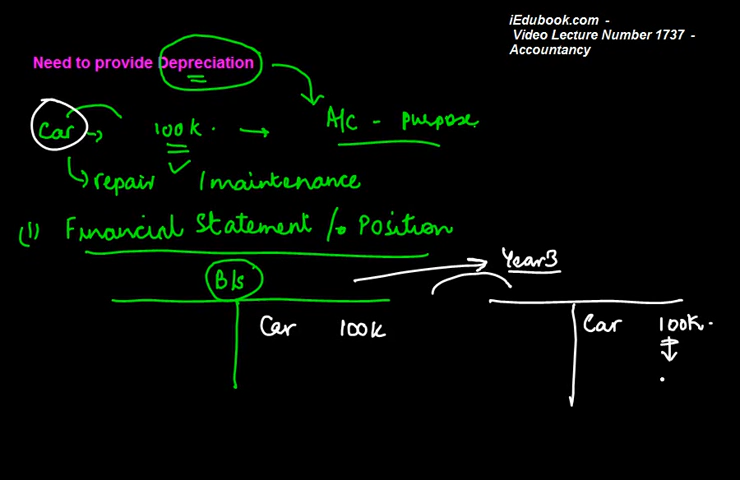 iEdubook.com -
Video Lecture Number 1737 -
Accountancy
Need to provide Depreciation
Car → 100k. → A/c - purpose
repair / maintenance
(1) Financial Statement / Position
B/s
Year3
Car 100k
Car 100k.